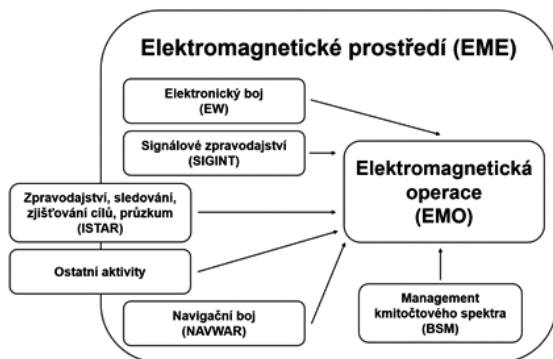 Elektromagnetické prostředí (EME)
Elektronický boj
(EW)
Signálové zpravodajství
(SIGINT)
Elektromagnetická
operace
(EMO)
Zpravodajství, sledování,
zjišťování cílů, průzkum
(ISTAR)
Ostatní aktivity
Navigační boj
(NAVWAR)
Management
kmitočtového spektra
(BSM)